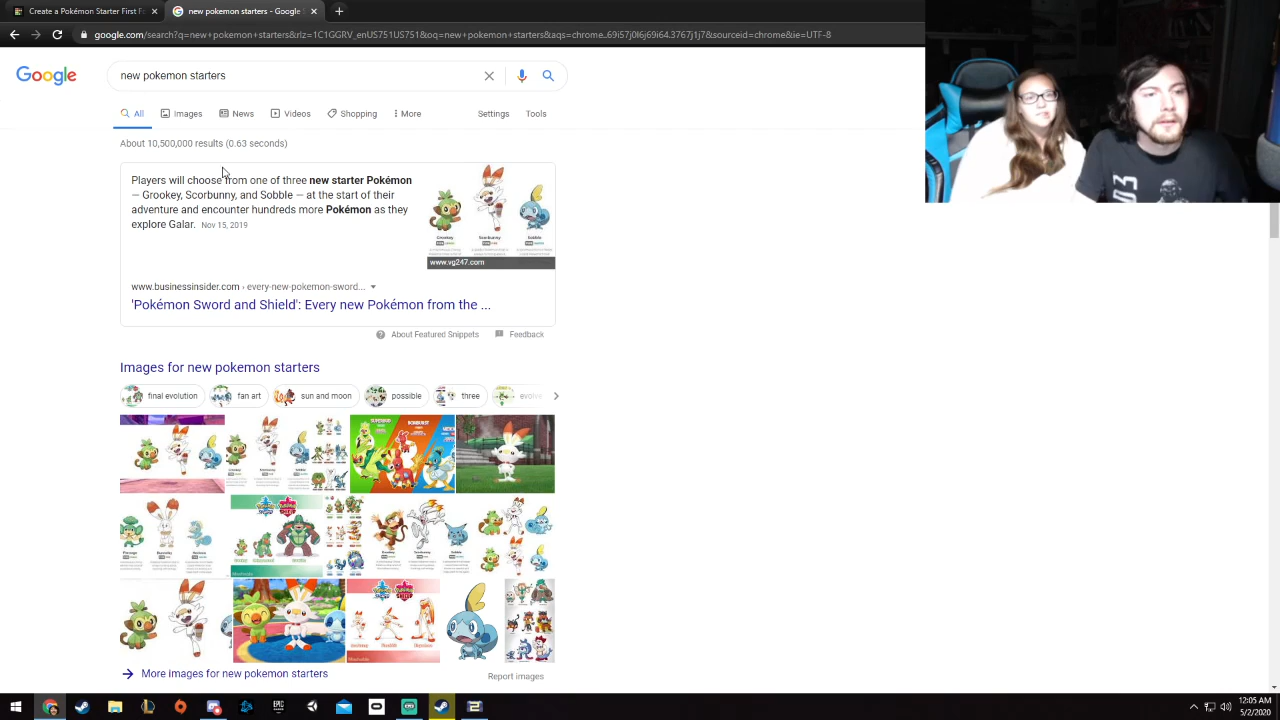 Create a Pokémon Starter First Fo
new pokemon starters - Google S
google.com/search?q=new+pokemon+starters&rlz=1C1GGRV_enUS751US751&oq=new+pokemon+starters&aqs=chrome..69i57j0l6j69i64.3767j1j7&sourceid=chrome&ie=UTF-8
Google
new pokemon starters
All Images News Videos Shopping More Settings Tools
About 10,500,000 results (0.63 seconds)
Players will choose from one of three new starter Pokémon
— Grookey, Scorbunny, and Sobble — at the start of their
adventure and encounter hundreds more Pokémon as they
explore Galar. Nov 15, 2019
Grookey Scorbunny Sobble
www.vg247.com
www.businessinsider.com › every-new-pokemon-sword...
'Pokémon Sword and Shield': Every new Pokémon from the ...
About Featured Snippets Feedback
Images for new pokemon starters
final evolution fan art sun and moon possible three evolve
More images for new pokemon starters
Report images
EPIC
12:05 AM
5/2/2020